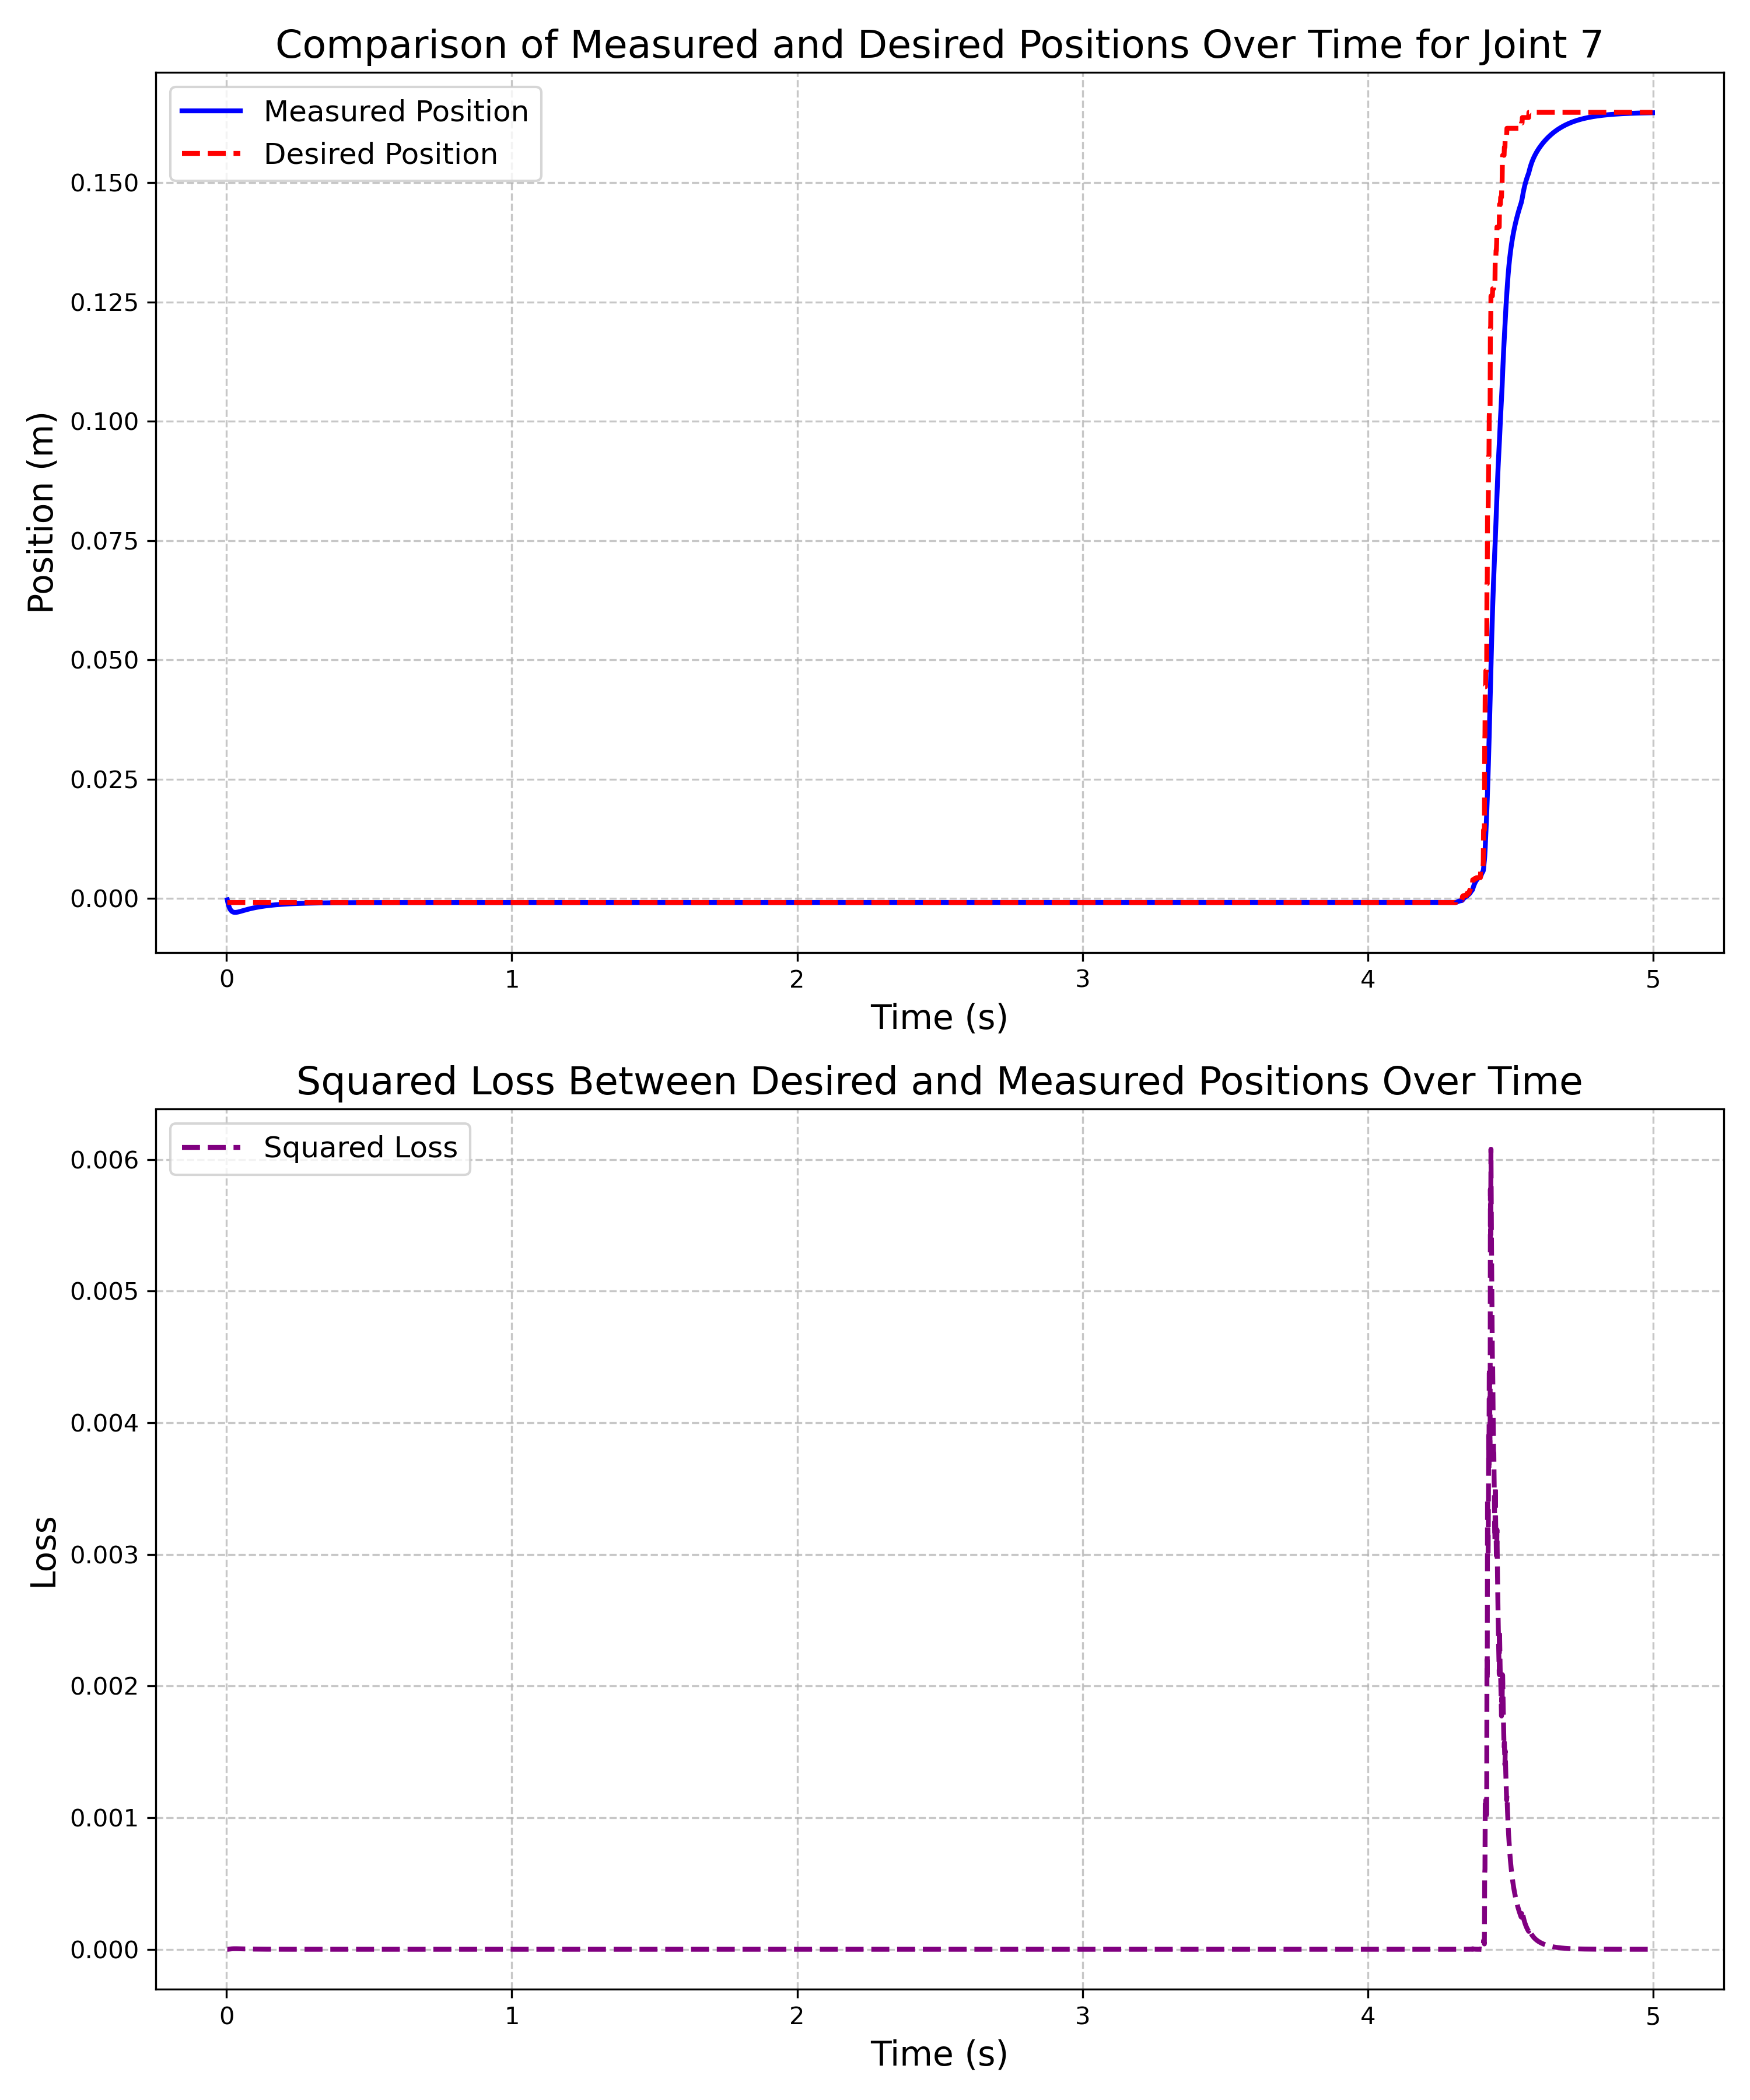 Comparison of Measured and Desired Positions Over Time for Joint 7
Measured Position
Desired Position
Position (m)
0.150
0.125
0.100
0.075
0.050
0.025
0.000
0 1 2 3 4 5
Time (s)
Squared Loss Between Desired and Measured Positions Over Time
Squared Loss
Loss
0.006
0.005
0.004
0.003
0.002
0.001
0.000
0 1 2 3 4 5
Time (s)